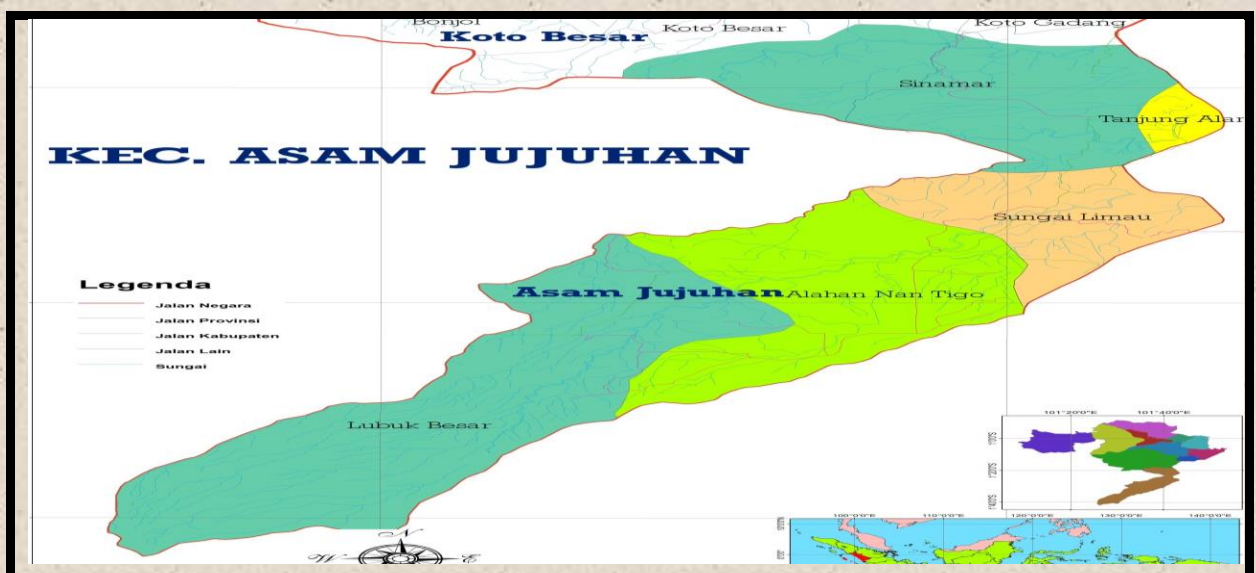 Bonjol
Koto Besar
Koto Besar
Koto Gadang
Sinamar
Tanjung Alar
KEC. ASAM JUJUHAN
Sungai Limau
Legenda
Jalan Negara
Jalan Provinsi
Jalan Kabupaten
Jalan Lain
Sungai
Asam Jujuhan
Alahan Nan Tigo
Lubuk Besar
101°20'0"E 101°40'0"E
N
W E
100°0'0"E 110°0'0"E 120°0'0"E 130°0'0"E 140°0'0"E